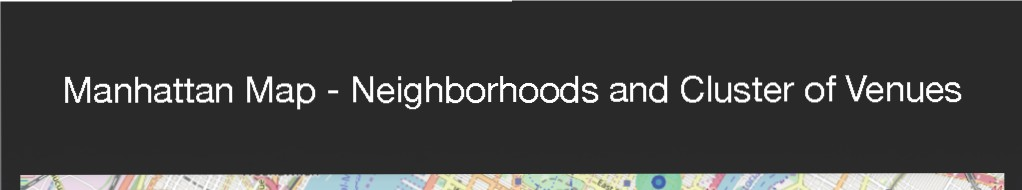 Manhattan Map - Neighborhoods and Cluster of Venues